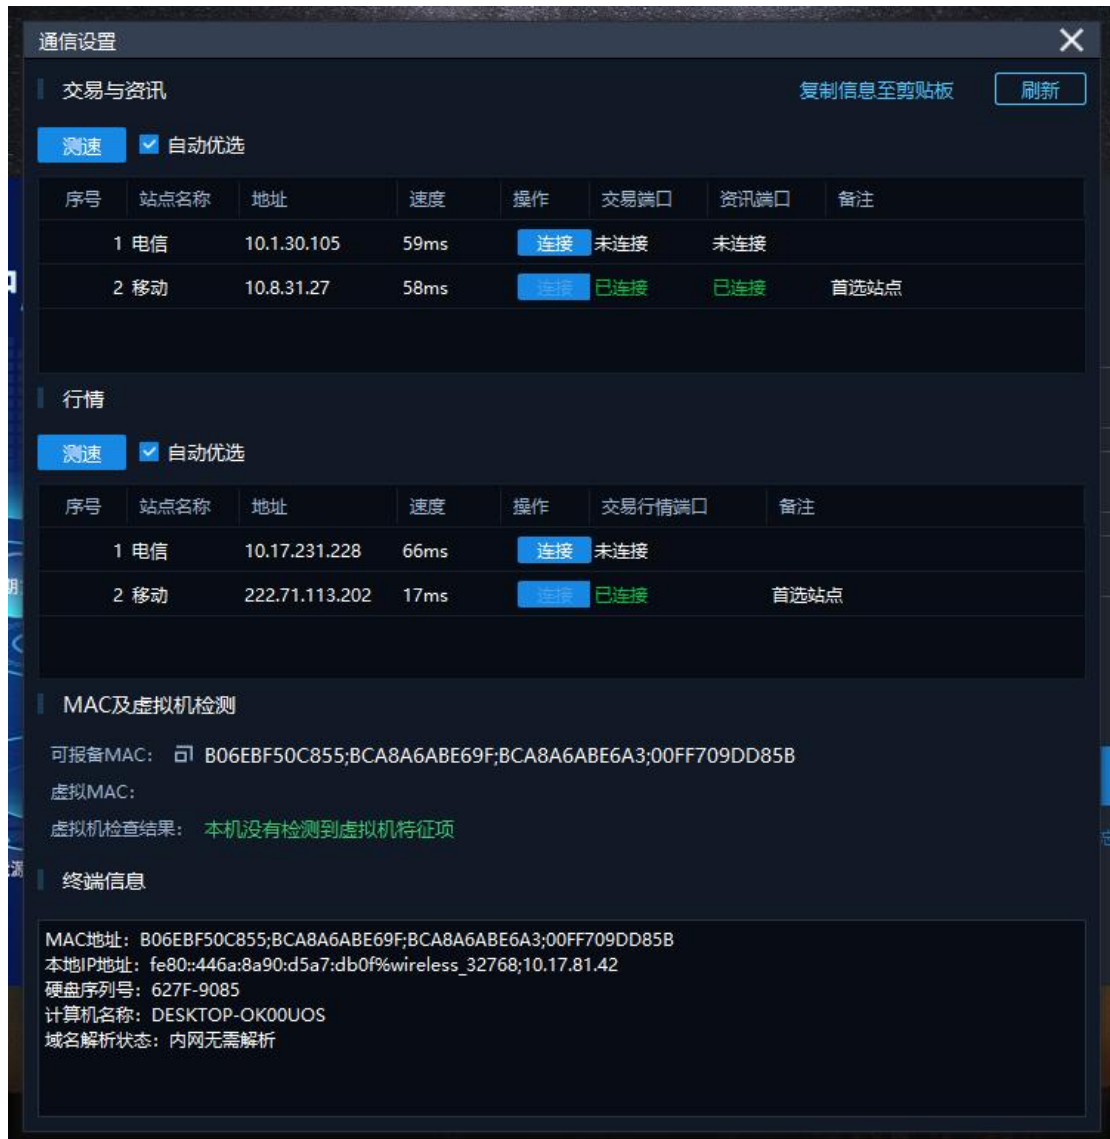 通信设置
交易与资讯 复制信息至剪贴板 刷新
测速 自动优选
序号 站点名称 地址 速度 操作 交易端口 资讯端口 备注
1 电信 10.1.30.105 59ms 连接 未连接 未连接
2 移动 10.8.31.27 58ms 连接 已连接 已连接 首选站点
行情
测速 自动优选
序号 站点名称 地址 速度 操作 交易行情端口 备注
1 电信 10.17.231.228 66ms 连接 未连接
2 移动 222.71.113.202 17ms 连接 已连接 首选站点
MAC及虚拟机检测
可报备MAC: B06EBF50C855;BCA8A6ABE69F;BCA8A6ABE6A3;00FF709DD85B
虚拟MAC:
虚拟机检查结果: 本机没有检测到虚拟机特征项
终端信息
MAC地址: B06EBF50C855;BCA8A6ABE69F;BCA8A6ABE6A3;00FF709DD85B
本地IP地址: fe80::446a:8a90:d5a7:db0f%wireless_32768;10.17.81.42
硬盘序列号: 627F-9085
计算机名称: DESKTOP-OK00UOS
域名解析状态: 内网无需解析